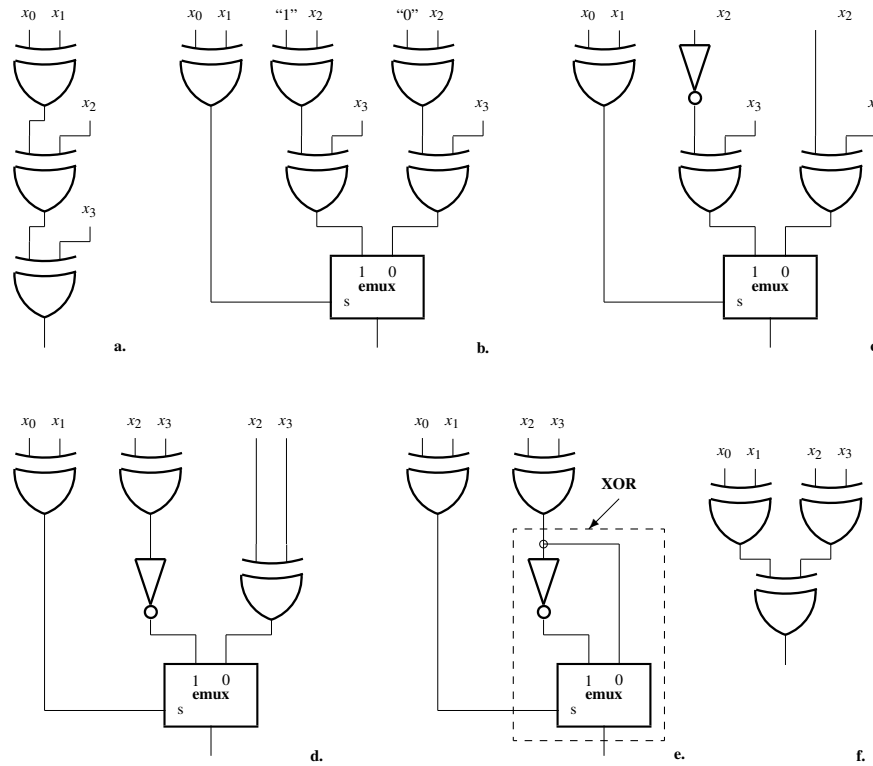 x0 x1 x0 x1 “1” x2 “0” x2 x0 x1 x2 x2
x2 x3 x3 x3
x3
1 0 1 0
emux emux
s s
a. b.
x0 x1 x2 x3 x2 x3 x0 x1 x2 x3
x0 x1 x2 x3
XOR
1 0 1 0
emux emux
s s
d. e. f.